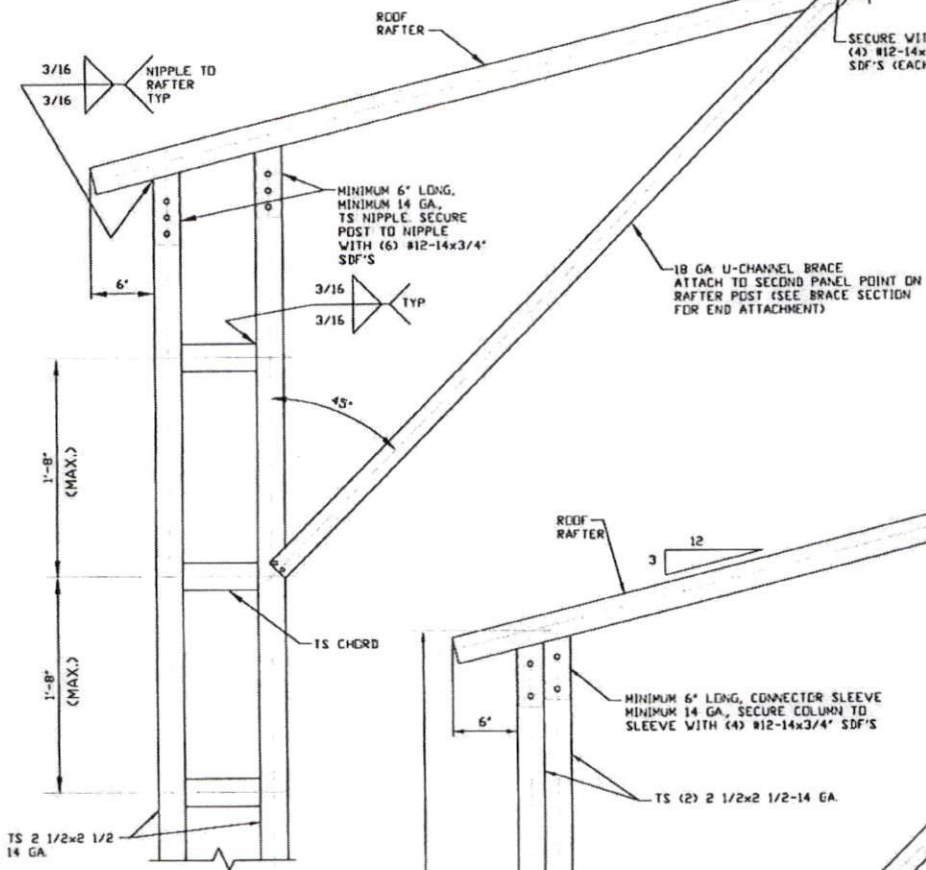 ROOF
RAFTER
SECURE
(4)
SDF'S
3/16
3/16
NIPPLE TO
RAFTER
TYP
MINIMUM 6" LONG,
MINIMUM 14 GA.,
TS NIPPLE. SECURE
POST TO NIPPLE
WITH (6) #12-14x3/4"
SDF'S
18 GA U-CHANNEL BRACE
ATTACH TO SECOND PANEL POINT ON
RAFTER POST (SEE BRACE SECTION
FOR END ATTACHMENT)
6"
3/16
3/16
TYP
45°
1'-8"
(MAX.)
ROOF
RAFTER
12
3
TS CHORD
1'-8"
(MAX.)
6"
MINIMUM 6" LONG, CONNECTOR SLEEVE
MINIMUM 14 GA., SECURE COLUMN TO
SLEEVE WITH (4) #12-14x3/4" SDF'S
TS (2) 2 1/2x2 1/2-14 GA.
TS 2 1/2x2 1/2
14 GA.